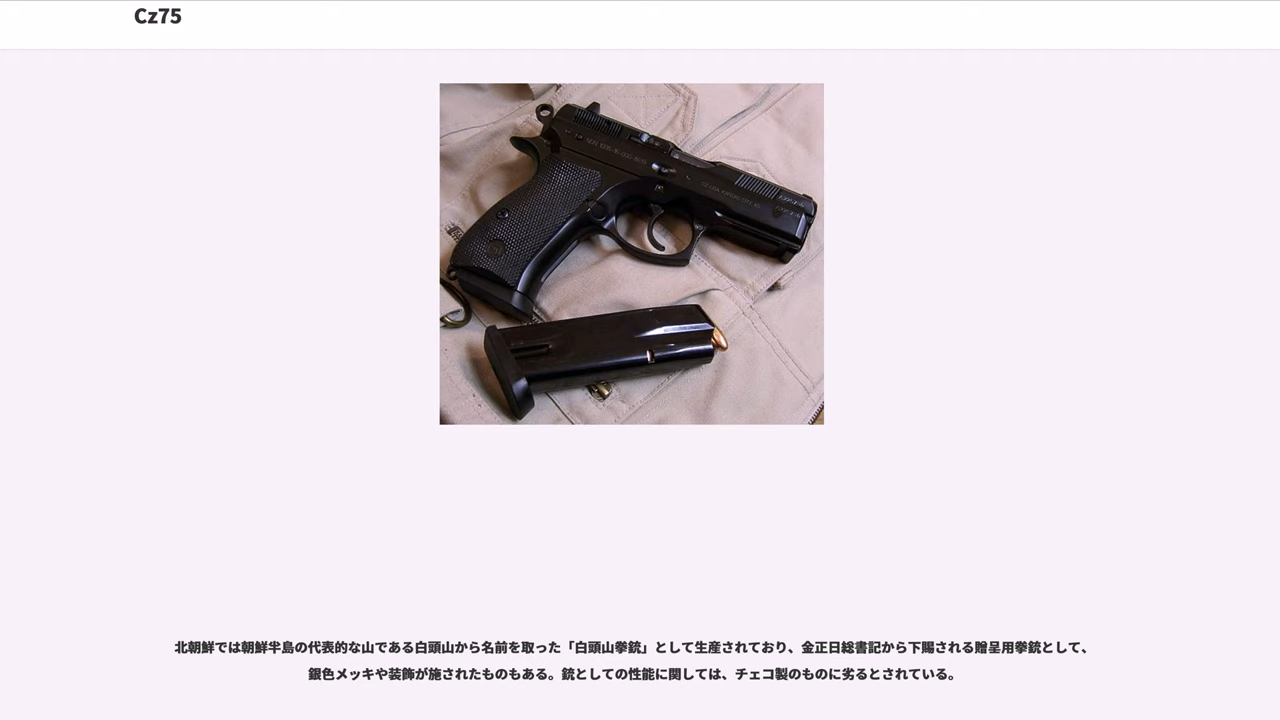 Cz75
北朝鮮では朝鮮半島の代表的な山である白頭山から名前を取った「白頭山拳銃」として生産されており、金正日総書記から下賜される贈呈用拳銃として、
銀色メッキや装飾が施されたものもある。銃としての性能に関しては、チェコ製のものに劣るとされている。